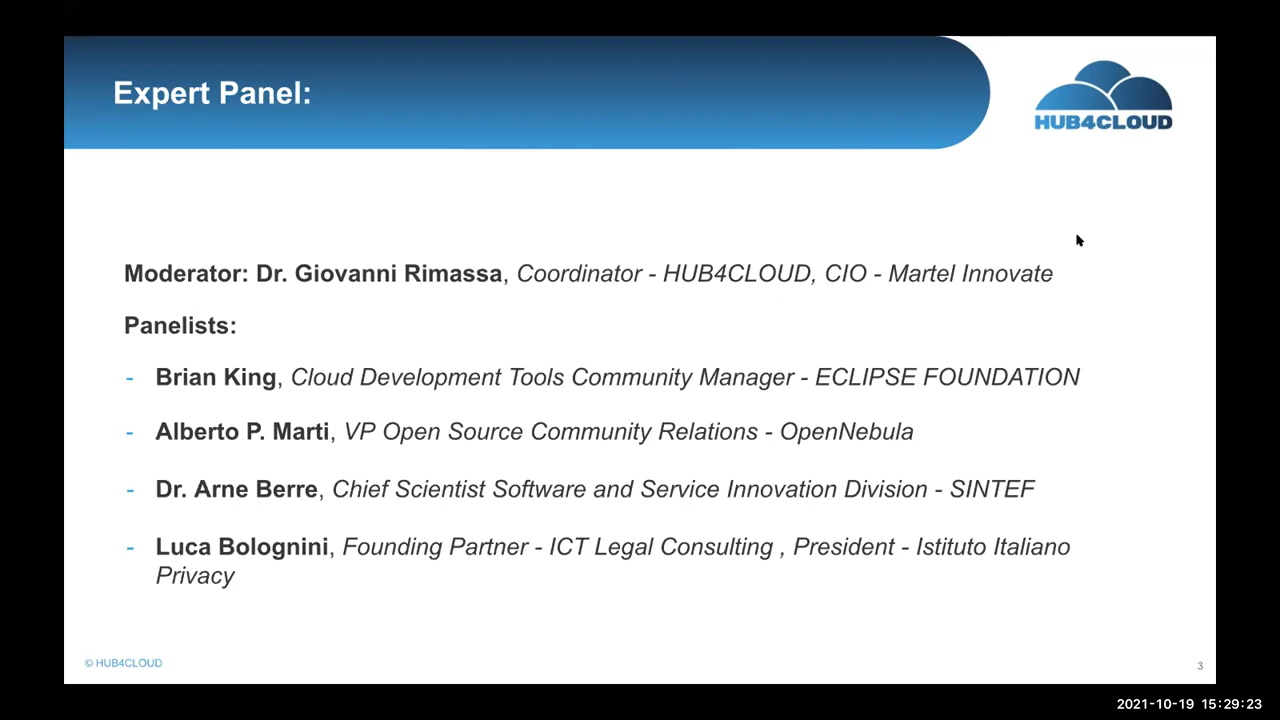 Expert Panel:
HUB4CLOUD
Moderator: Dr. Giovanni Rimassa, Coordinator - HUB4CLOUD, CIO - Martel Innovate
Panelists:
- Brian King, Cloud Development Tools Community Manager - ECLIPSE FOUNDATION
- Alberto P. Marti, VP Open Source Community Relations - OpenNebula
- Dr. Arne Berre, Chief Scientist Software and Service Innovation Division - SINTEF
- Luca Bolognini, Founding Partner - ICT Legal Consulting , President - Istituto Italiano
Privacy
© HUB4CLOUD
3
2021-10-19 15:29:23